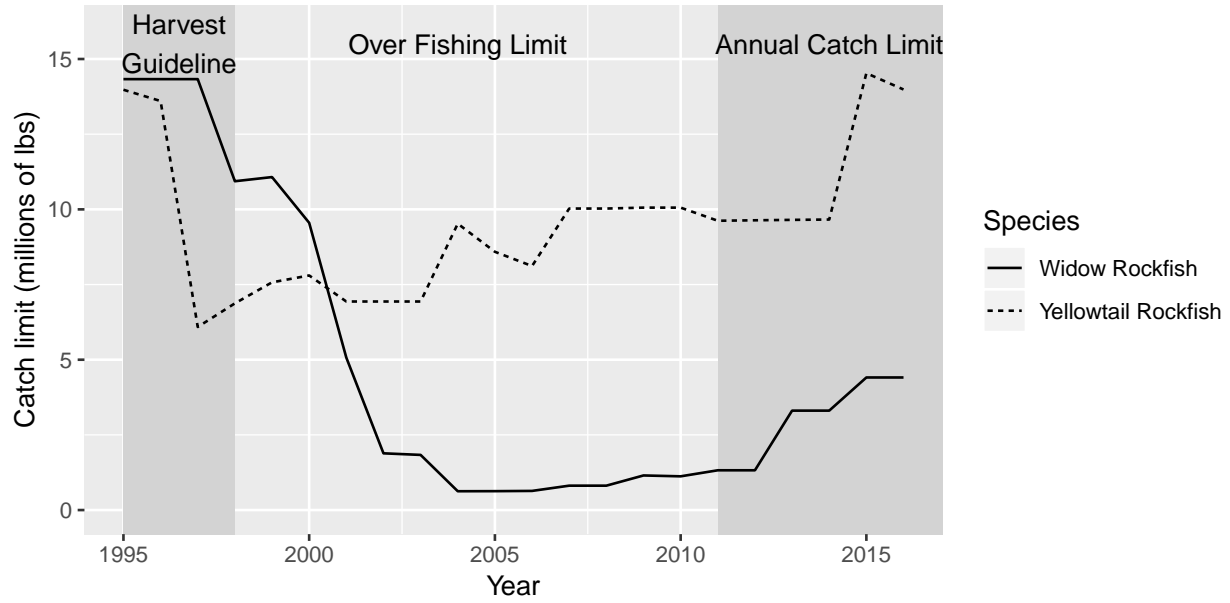 Harvest
Guideline
Over Fishing Limit
Annual Catch Limit
15
10
5
0
Catch limit (millions of lbs)
1995
2000
2005
2010
2015
Year
Species
Widow Rockfish
Yellowtail Rockfish